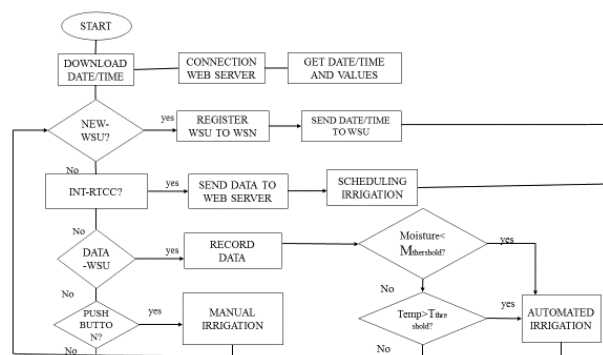 START
DOWNLOAD
DATE/TIME
CONNECTION
WEB SERVER
GET DATE/TIME
AND VALUES
NEW-
WSU?
yes
REGISTER
WSU TO WSN
SEND DATE/TIME
TO WSU
No
INT-RTCC?
yes
SEND DATA TO
WEB SERVER
SCHEDULING
IRRIGATION
No
DATA
-WSU
yes
RECORD
DATA
Moisture<
Mthershold?
yes
No
No
PUSH
BUTTO
N?
yes
MANUAL
IRRIGATION
Temp>Tthre
shold?
yes
AUTOMATED
IRRIGATION
No
No